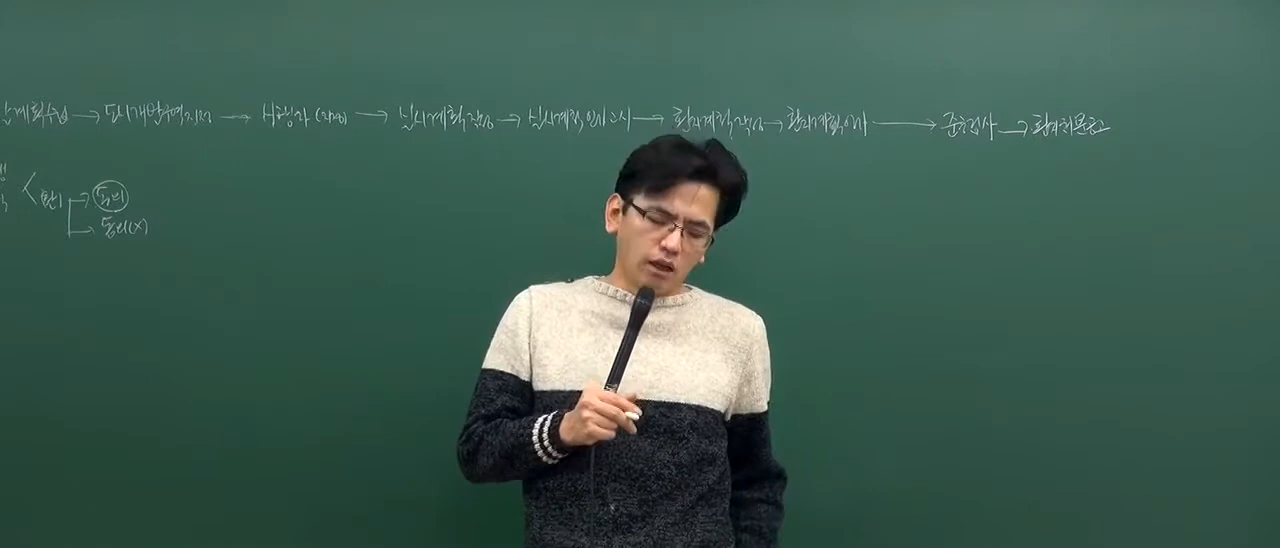 계획수립 → 도시개발구역지정 → 시행자 (지정) → 실시계획작성 → 실시계획인가고시 → 환지계획작성 → 환지계획인가 → 준공검사 → 환지처분공고
< 환지 → 동의
→ 동의(X)